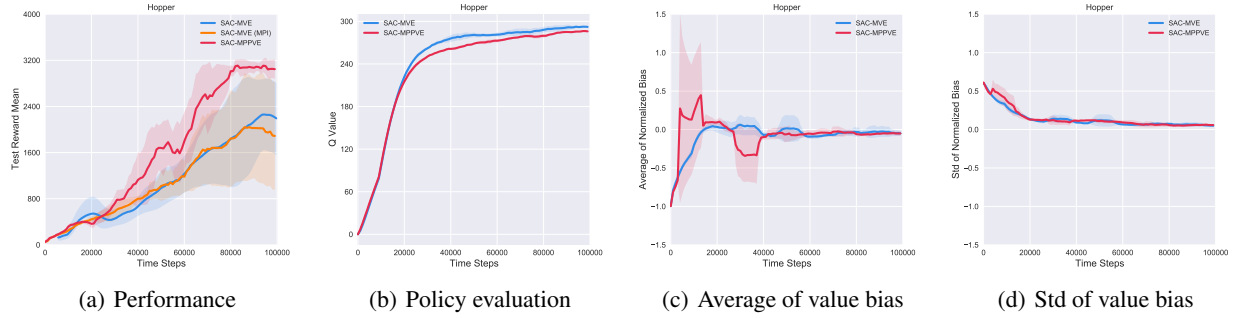 Hopper
4000
3200
2400
1600
800
0
Test Reward Mean
SAC-MVE
SAC-MVE (MPI)
SAC-MPPVE
0 20000 40000 60000 80000 100000
Time Steps
(a) Performance
Hopper
300
240
180
120
60
0
Q Value
SAC-MVE
SAC-MPPVE
0 20000 40000 60000 80000 100000
Time Steps
(b) Policy evaluation
Hopper
1.5
1.0
0.5
0.0
−0.5
−1.0
−1.5
Average of Normalized Bias
SAC-MVE
SAC-MPPVE
0 20000 40000 60000 80000 100000
Time Steps
(c) Average of value bias
Hopper
1.5
1.0
0.5
0.0
−0.5
−1.0
−1.5
Std of Normalized Bias
SAC-MVE
SAC-MPPVE
0 20000 40000 60000 80000 100000
Time Steps
(d) Std of value bias